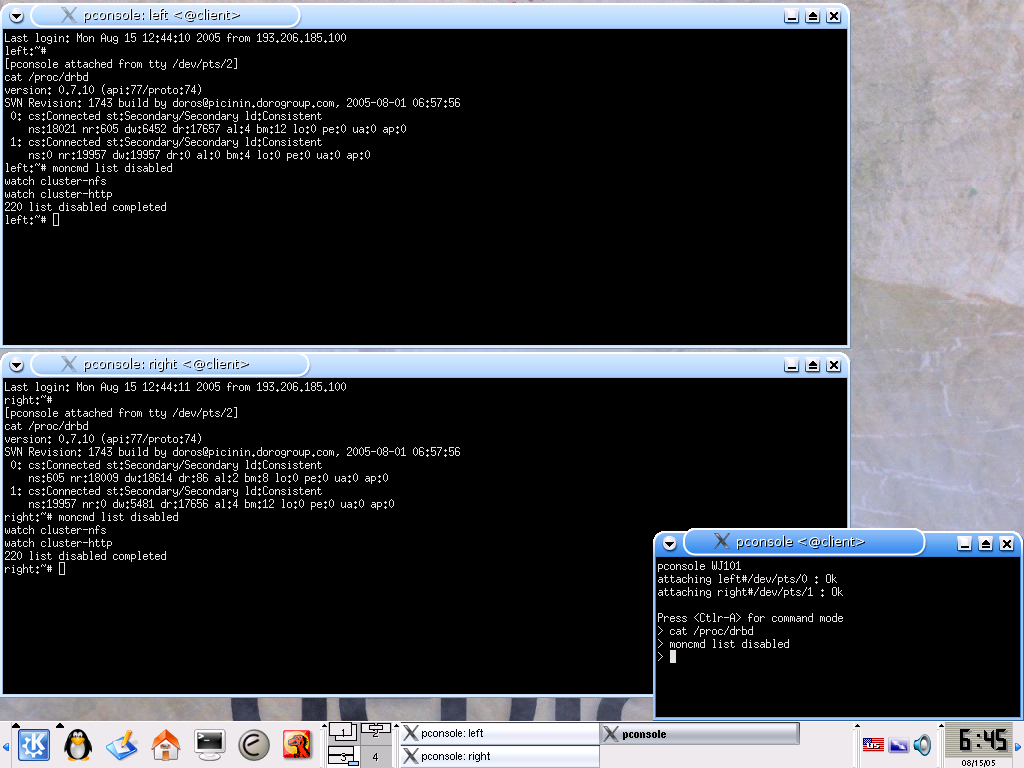 pconsole: left <@client>
Last login: Mon Aug 15 12:44:10 2005 from 193.206.185.100
left:~#
[pconsole attached from tty /dev/pts/2]
cat /proc/drbd
version: 0.7.10 (api:77/proto:74)
SVN Revision: 1743 build by doros@picinin.dorogroup.com, 2005-08-01 06:57:56
 0: cs:Connected st:Secondary/Secondary ld:Consistent
    ns:18021 nr:605 dw:6452 dr:17657 al:4 bm:12 lo:0 pe:0 ua:0 ap:0
 1: cs:Connected st:Secondary/Secondary ld:Consistent
    ns:0 nr:19957 dw:19957 dr:0 al:0 bm:4 lo:0 pe:0 ua:0 ap:0
left:~# moncmd list disabled
watch cluster-nfs
watch cluster-http
220 list disabled completed
left:~#
pconsole: right <@client>
Last login: Mon Aug 15 12:44:11 2005 from 193.206.185.100
right:~#
[pconsole attached from tty /dev/pts/2]
cat /proc/drbd
version: 0.7.10 (api:77/proto:74)
SVN Revision: 1743 build by doros@picinin.dorogroup.com, 2005-08-01 06:57:56
 0: cs:Connected st:Secondary/Secondary ld:Consistent
    ns:605 nr:18009 dw:18614 dr:86 al:2 bm:8 lo:0 pe:0 ua:0 ap:0
 1: cs:Connected st:Secondary/Secondary ld:Consistent
    ns:19957 nr:0 dw:5481 dr:17656 al:4 bm:12 lo:0 pe:0 ua:0 ap:0
right:~# moncmd list disabled
watch cluster-nfs
watch cluster-http
220 list disabled completed
right:~#
pconsole <@client>
pconsole WJ101
attaching left#/dev/pts/0 : Ok
attaching right#/dev/pts/1 : Ok
Press <Ctlr-A> for command mode
> cat /proc/drbd
> moncmd list disabled
>
1 2
3 4
pconsole: left
pconsole
pconsole: right
us
6:45
08/15/05